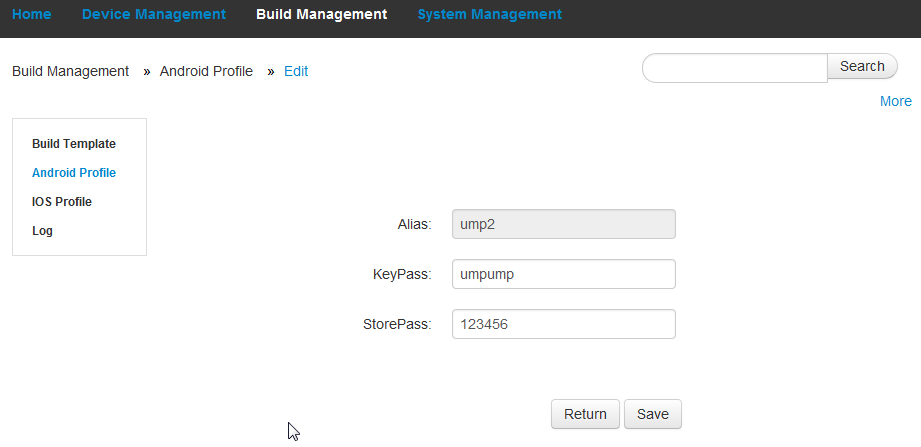 Home Device Management Build Management System Management
Build Management » Android Profile » Edit
Search
More
Build Template
Android Profile
IOS Profile
Log
Alias: ump2
KeyPass: umpump
StorePass: 123456
Return Save